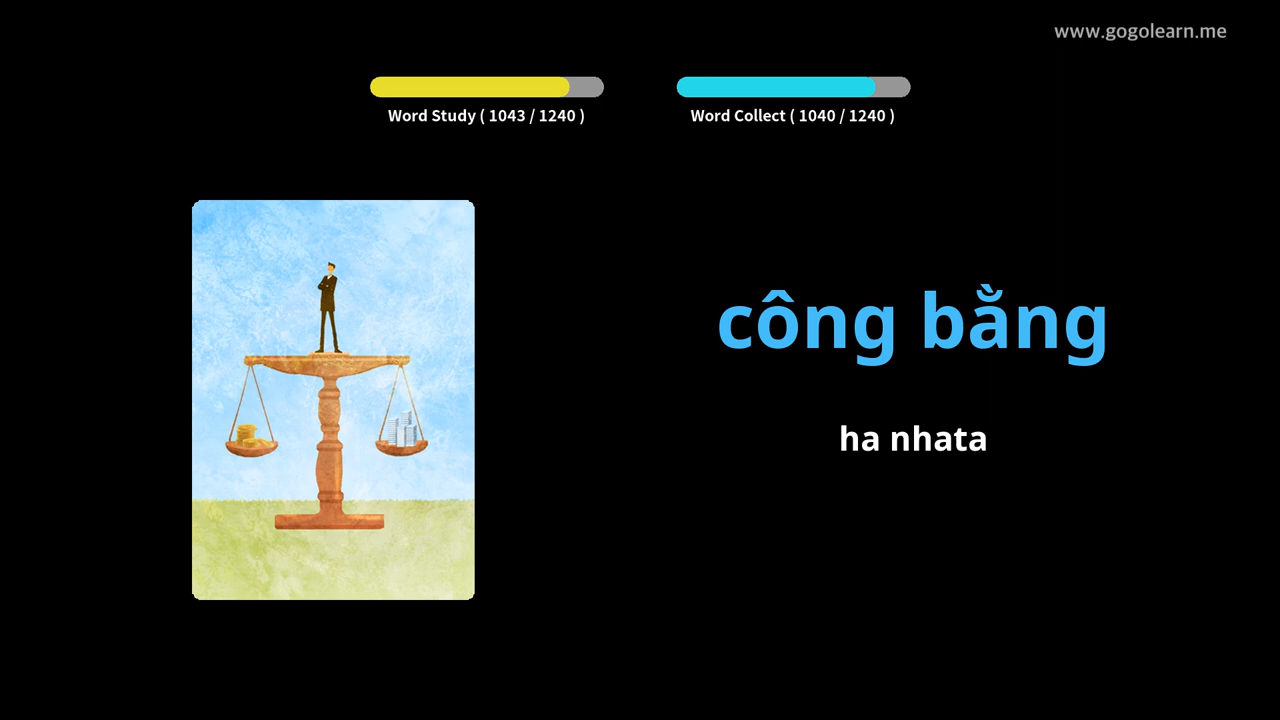 www.gogolearn.me
Word Study ( 1043 / 1240 )
Word Collect ( 1040 / 1240 )
công bằng
ha nhata